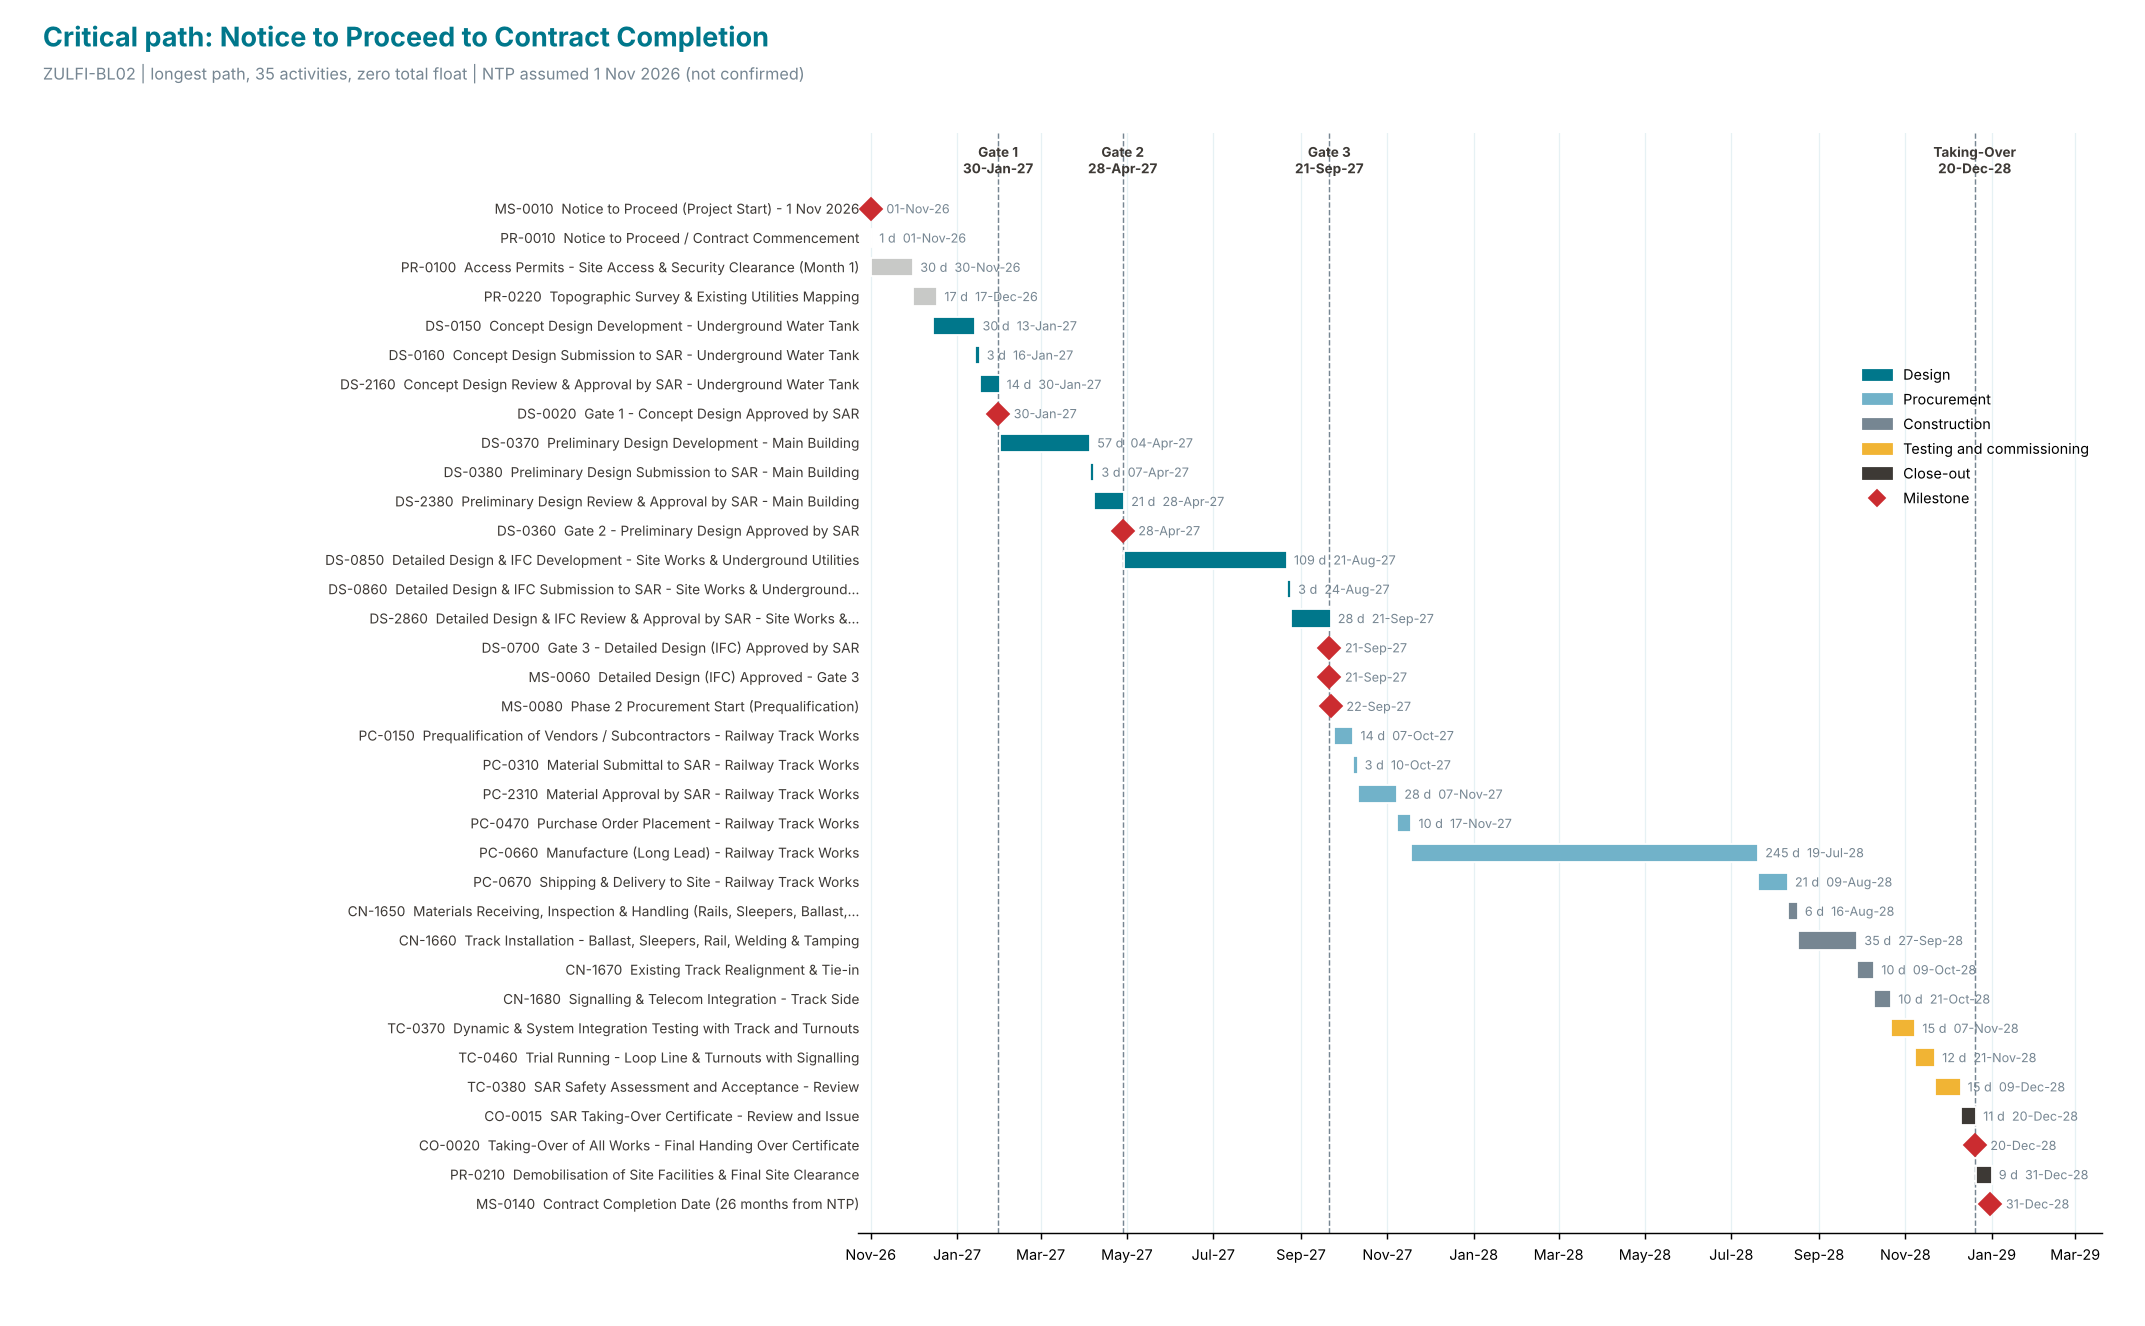 Critical path: Notice to Proceed to Contract Completion
ZULFI-BL02 | longest path, 35 activities, zero total float | NTP assumed 1 Nov 2026 (not confirmed)
Gate 1
30-Jan-27
Gate 2
28-Apr-27
Gate 3
21-Sep-27
Taking-Over
20-Dec-28
MS-0010 Notice to Proceed (Project Start) - 1 Nov 2026 01-Nov-26
PR-0010 Notice to Proceed / Contract Commencement 1 d 01-Nov-26
PR-0100 Access Permits - Site Access & Security Clearance (Month 1) 30 d 30-Nov-26
PR-0220 Topographic Survey & Existing Utilities Mapping 17 d 17-Dec-26
DS-0150 Concept Design Development - Underground Water Tank 30 d 13-Jan-27
DS-0160 Concept Design Submission to SAR - Underground Water Tank 3 d 16-Jan-27
DS-2160 Concept Design Review & Approval by SAR - Underground Water Tank 14 d 30-Jan-27
DS-0020 Gate 1 - Concept Design Approved by SAR 30-Jan-27
DS-0370 Preliminary Design Development - Main Building 57 d 04-Apr-27
DS-0380 Preliminary Design Submission to SAR - Main Building 3 d 07-Apr-27
DS-2380 Preliminary Design Review & Approval by SAR - Main Building 21 d 28-Apr-27
DS-0360 Gate 2 - Preliminary Design Approved by SAR 28-Apr-27
DS-0850 Detailed Design & IFC Development - Site Works & Underground Utilities 109 d 21-Aug-27
DS-0860 Detailed Design & IFC Submission to SAR - Site Works & Underground... 3 d 24-Aug-27
DS-2860 Detailed Design & IFC Review & Approval by SAR - Site Works &... 28 d 21-Sep-27
DS-0700 Gate 3 - Detailed Design (IFC) Approved by SAR 21-Sep-27
MS-0060 Detailed Design (IFC) Approved - Gate 3 21-Sep-27
MS-0080 Phase 2 Procurement Start (Prequalification) 22-Sep-27
PC-0150 Prequalification of Vendors / Subcontractors - Railway Track Works 14 d 07-Oct-27
PC-0310 Material Submittal to SAR - Railway Track Works 3 d 10-Oct-27
PC-2310 Material Approval by SAR - Railway Track Works 28 d 07-Nov-27
PC-0470 Purchase Order Placement - Railway Track Works 10 d 17-Nov-27
PC-0660 Manufacture (Long Lead) - Railway Track Works 245 d 19-Jul-28
PC-0670 Shipping & Delivery to Site - Railway Track Works 21 d 09-Aug-28
CN-1650 Materials Receiving, Inspection & Handling (Rails, Sleepers, Ballast,... 6 d 16-Aug-28
CN-1660 Track Installation - Ballast, Sleepers, Rail, Welding & Tamping 35 d 27-Sep-28
CN-1670 Existing Track Realignment & Tie-in 10 d 09-Oct-28
CN-1680 Signalling & Telecom Integration - Track Side 10 d 21-Oct-28
TC-0370 Dynamic & System Integration Testing with Track and Turnouts 15 d 07-Nov-28
TC-0460 Trial Running - Loop Line & Turnouts with Signalling 12 d 21-Nov-28
TC-0380 SAR Safety Assessment and Acceptance - Review 15 d 09-Dec-28
CO-0015 SAR Taking-Over Certificate - Review and Issue 11 d 20-Dec-28
CO-0020 Taking-Over of All Works - Final Handing Over Certificate 20-Dec-28
PR-0210 Demobilisation of Site Facilities & Final Site Clearance 9 d 31-Dec-28
MS-0140 Contract Completion Date (26 months from NTP) 31-Dec-28
Design
Procurement
Construction
Testing and commissioning
Close-out
Milestone
Nov-26 Jan-27 Mar-27 May-27 Jul-27 Sep-27 Nov-27 Jan-28 Mar-28 May-28 Jul-28 Sep-28 Nov-28 Jan-29 Mar-29